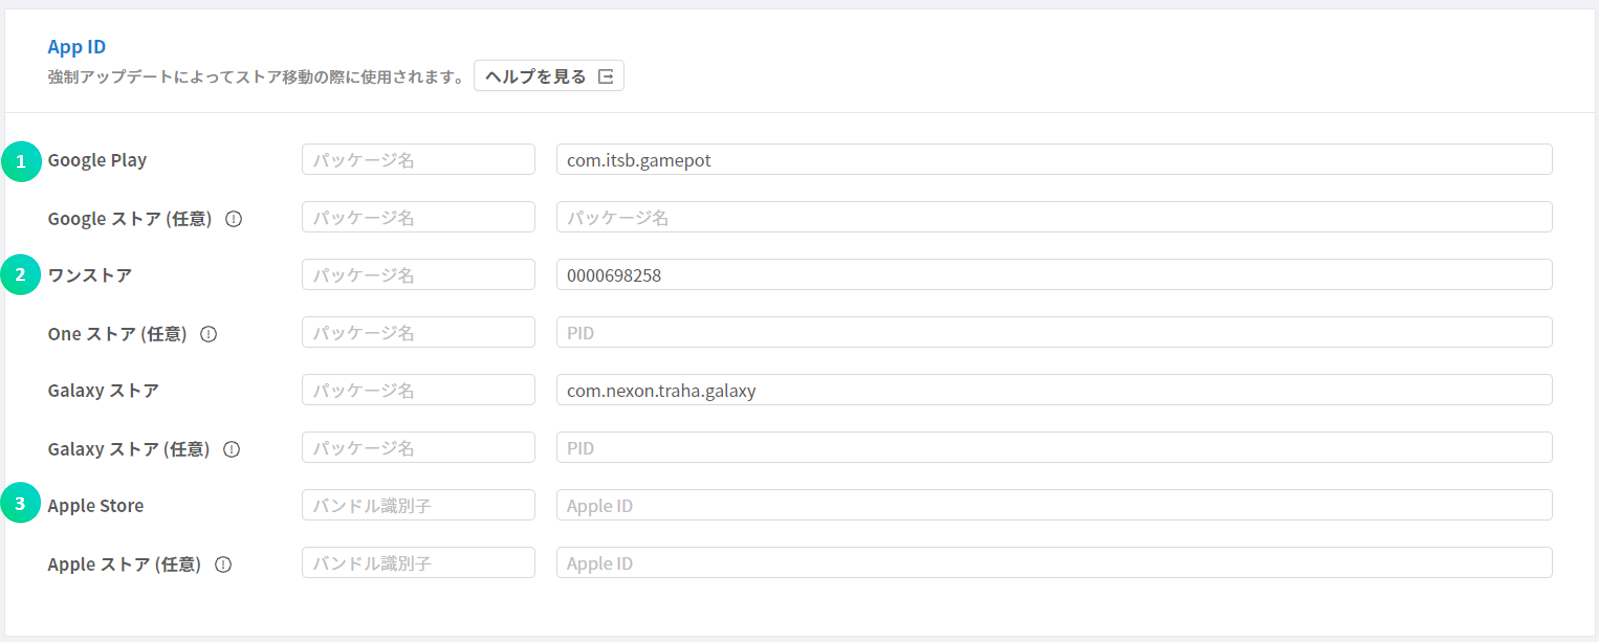 App ID
強制アップデートによってストア移動の際に使用されます。 ヘルプを見る
1 Google Play パッケージ名 com.itsb.gamepot
Google ストア (任意) パッケージ名 パッケージ名
2 ワンストア パッケージ名 0000698258
One ストア (任意) パッケージ名 PID
Galaxy ストア パッケージ名 com.nexon.traha.galaxy
Galaxy ストア (任意) パッケージ名 PID
3 Apple Store バンドル識別子 Apple ID
Apple ストア (任意) バンドル識別子 Apple ID